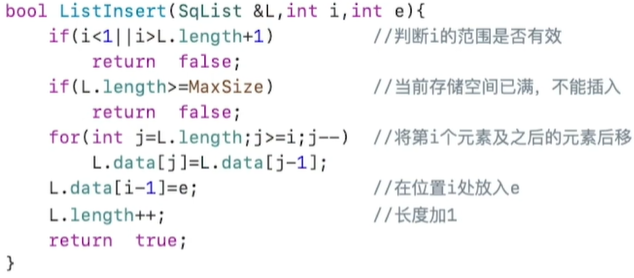 bool ListInsert(SqList &L,int i,int e){
    if(i<1||i>L.length+1)          //判断i的范围是否有效
        return  false;
    if(L.length>=MaxSize)          //当前存储空间已满，不能插入
        return  false;
    for(int j=L.length;j>=i;j--)   //将第i个元素及之后的元素后移
        L.data[j]=L.data[j-1];
    L.data[i-1]=e;                 //在位置i处放入e
    L.length++;                    //长度加1
    return  true;
}